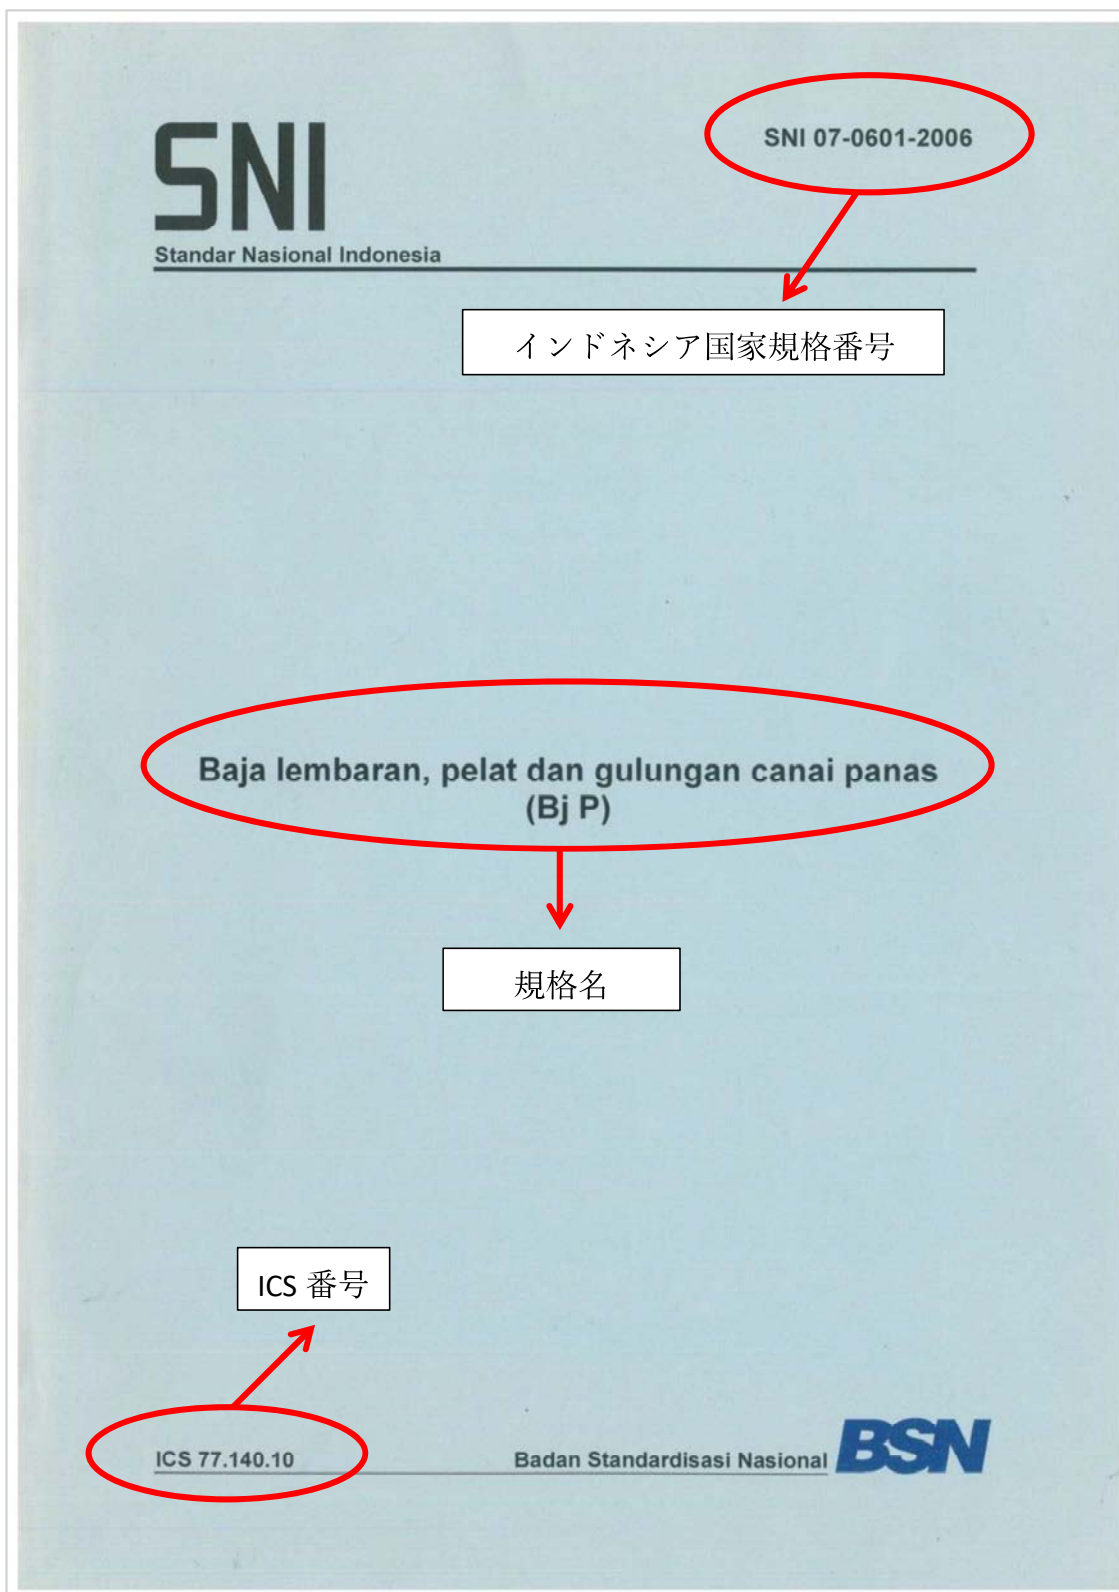 SNI
SNI 07-0601-2006
Standar Nasional Indonesia
インドネシア国家規格番号
Baja lembaran, pelat dan gulungan canai panas
(Bj P)
規格名
ICS 番号
ICS 77.140.10
Badan Standardisasi Nasional BSN